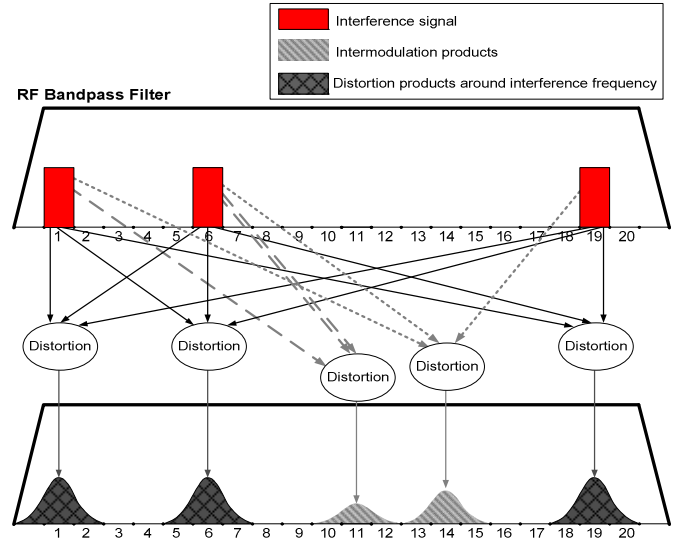 Interference signal
Intermodulation products
Distortion products around interference frequency
RF Bandpass Filter
1 2 3 4 5 6 7 8 9 10 11 12 13 14 15 16 17 18 19 20
Distortion Distortion Distortion Distortion Distortion
1 2 3 4 5 6 7 8 9 10 11 12 13 14 15 16 17 18 19 20